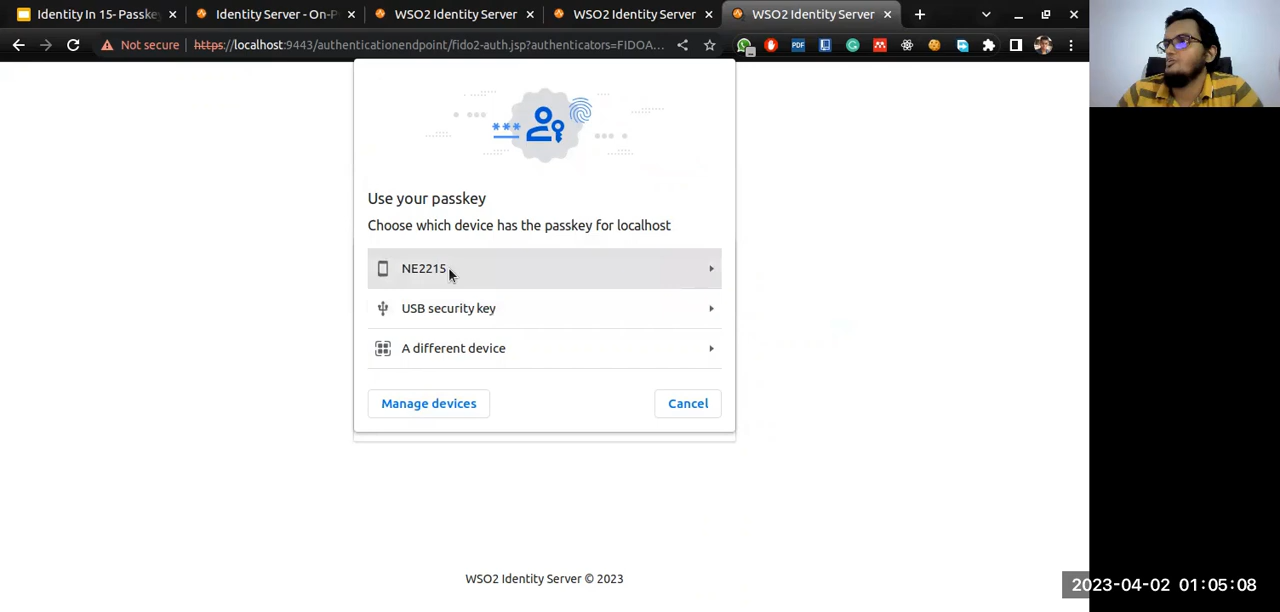 Identity In 15- Passke
Identity Server - On-P
WSO2 Identity Server
WSO2 Identity Server
WSO2 Identity Server
Not secure
https://localhost:9443/authenticationendpoint/fido2-auth.jsp?authenticators=FIDOA...
PDF
Use your passkey
Choose which device has the passkey for localhost
NE2215
USB security key
A different device
Manage devices
Cancel
WSO2 Identity Server © 2023
2023-04-02 01:05:08